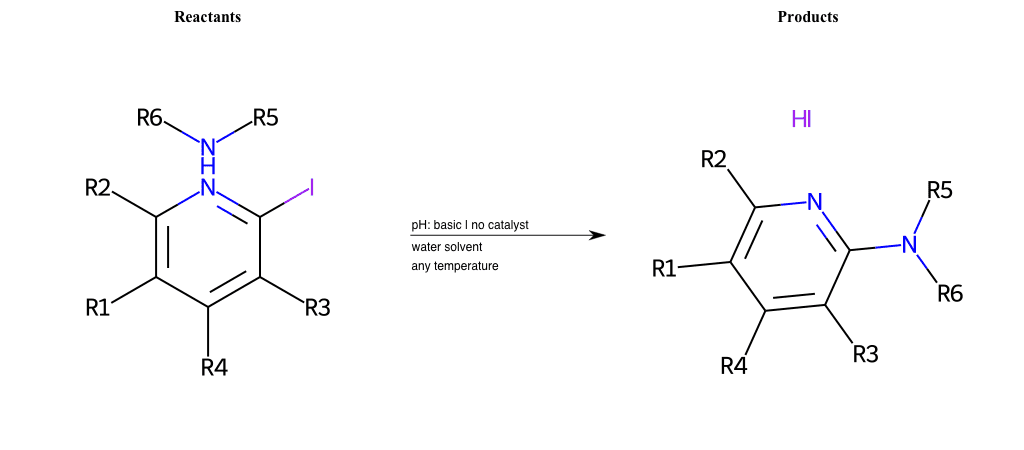 Reactants
Products
R6
R5
N
H
N
R2
I
R1
R3
R4
pH: basic | no catalyst
water solvent
any temperature
HI
R2
N
R5
N
R1
R6
R3
R4